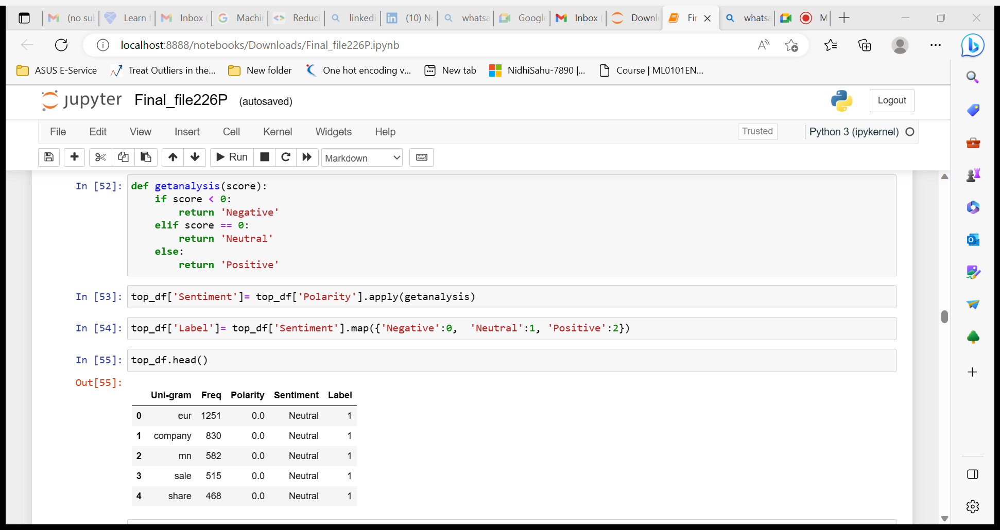 (no sub Learn f Inbox ( Machin Reduci linkedi (10) N whatsa Google Inbox ( Downl Fir whatsa M
localhost:8888/notebooks/Downloads/Final_file226P.ipynb
ASUS E-Service Treat Outliers in the... New folder One hot encoding v... New tab NidhiSahu-7890 |... Course | ML0101EN...
jupyter Final_file226P (autosaved) Logout
File Edit View Insert Cell Kernel Widgets Help Trusted Python 3 (ipykernel)
Run Markdown
In [52]: def getanalysis(score):
    if score < 0:
        return 'Negative'
    elif score == 0:
        return 'Neutral'
    else:
        return 'Positive'
In [53]: top_df['Sentiment']= top_df['Polarity'].apply(getanalysis)
In [54]: top_df['Label']= top_df['Sentiment'].map({'Negative':0,  'Neutral':1, 'Positive':2})
In [55]: top_df.head()
Out[55]:
Uni-gram Freq Polarity Sentiment Label
0 eur 1251 0.0 Neutral 1
1 company 830 0.0 Neutral 1
2 mn 582 0.0 Neutral 1
3 sale 515 0.0 Neutral 1
4 share 468 0.0 Neutral 1